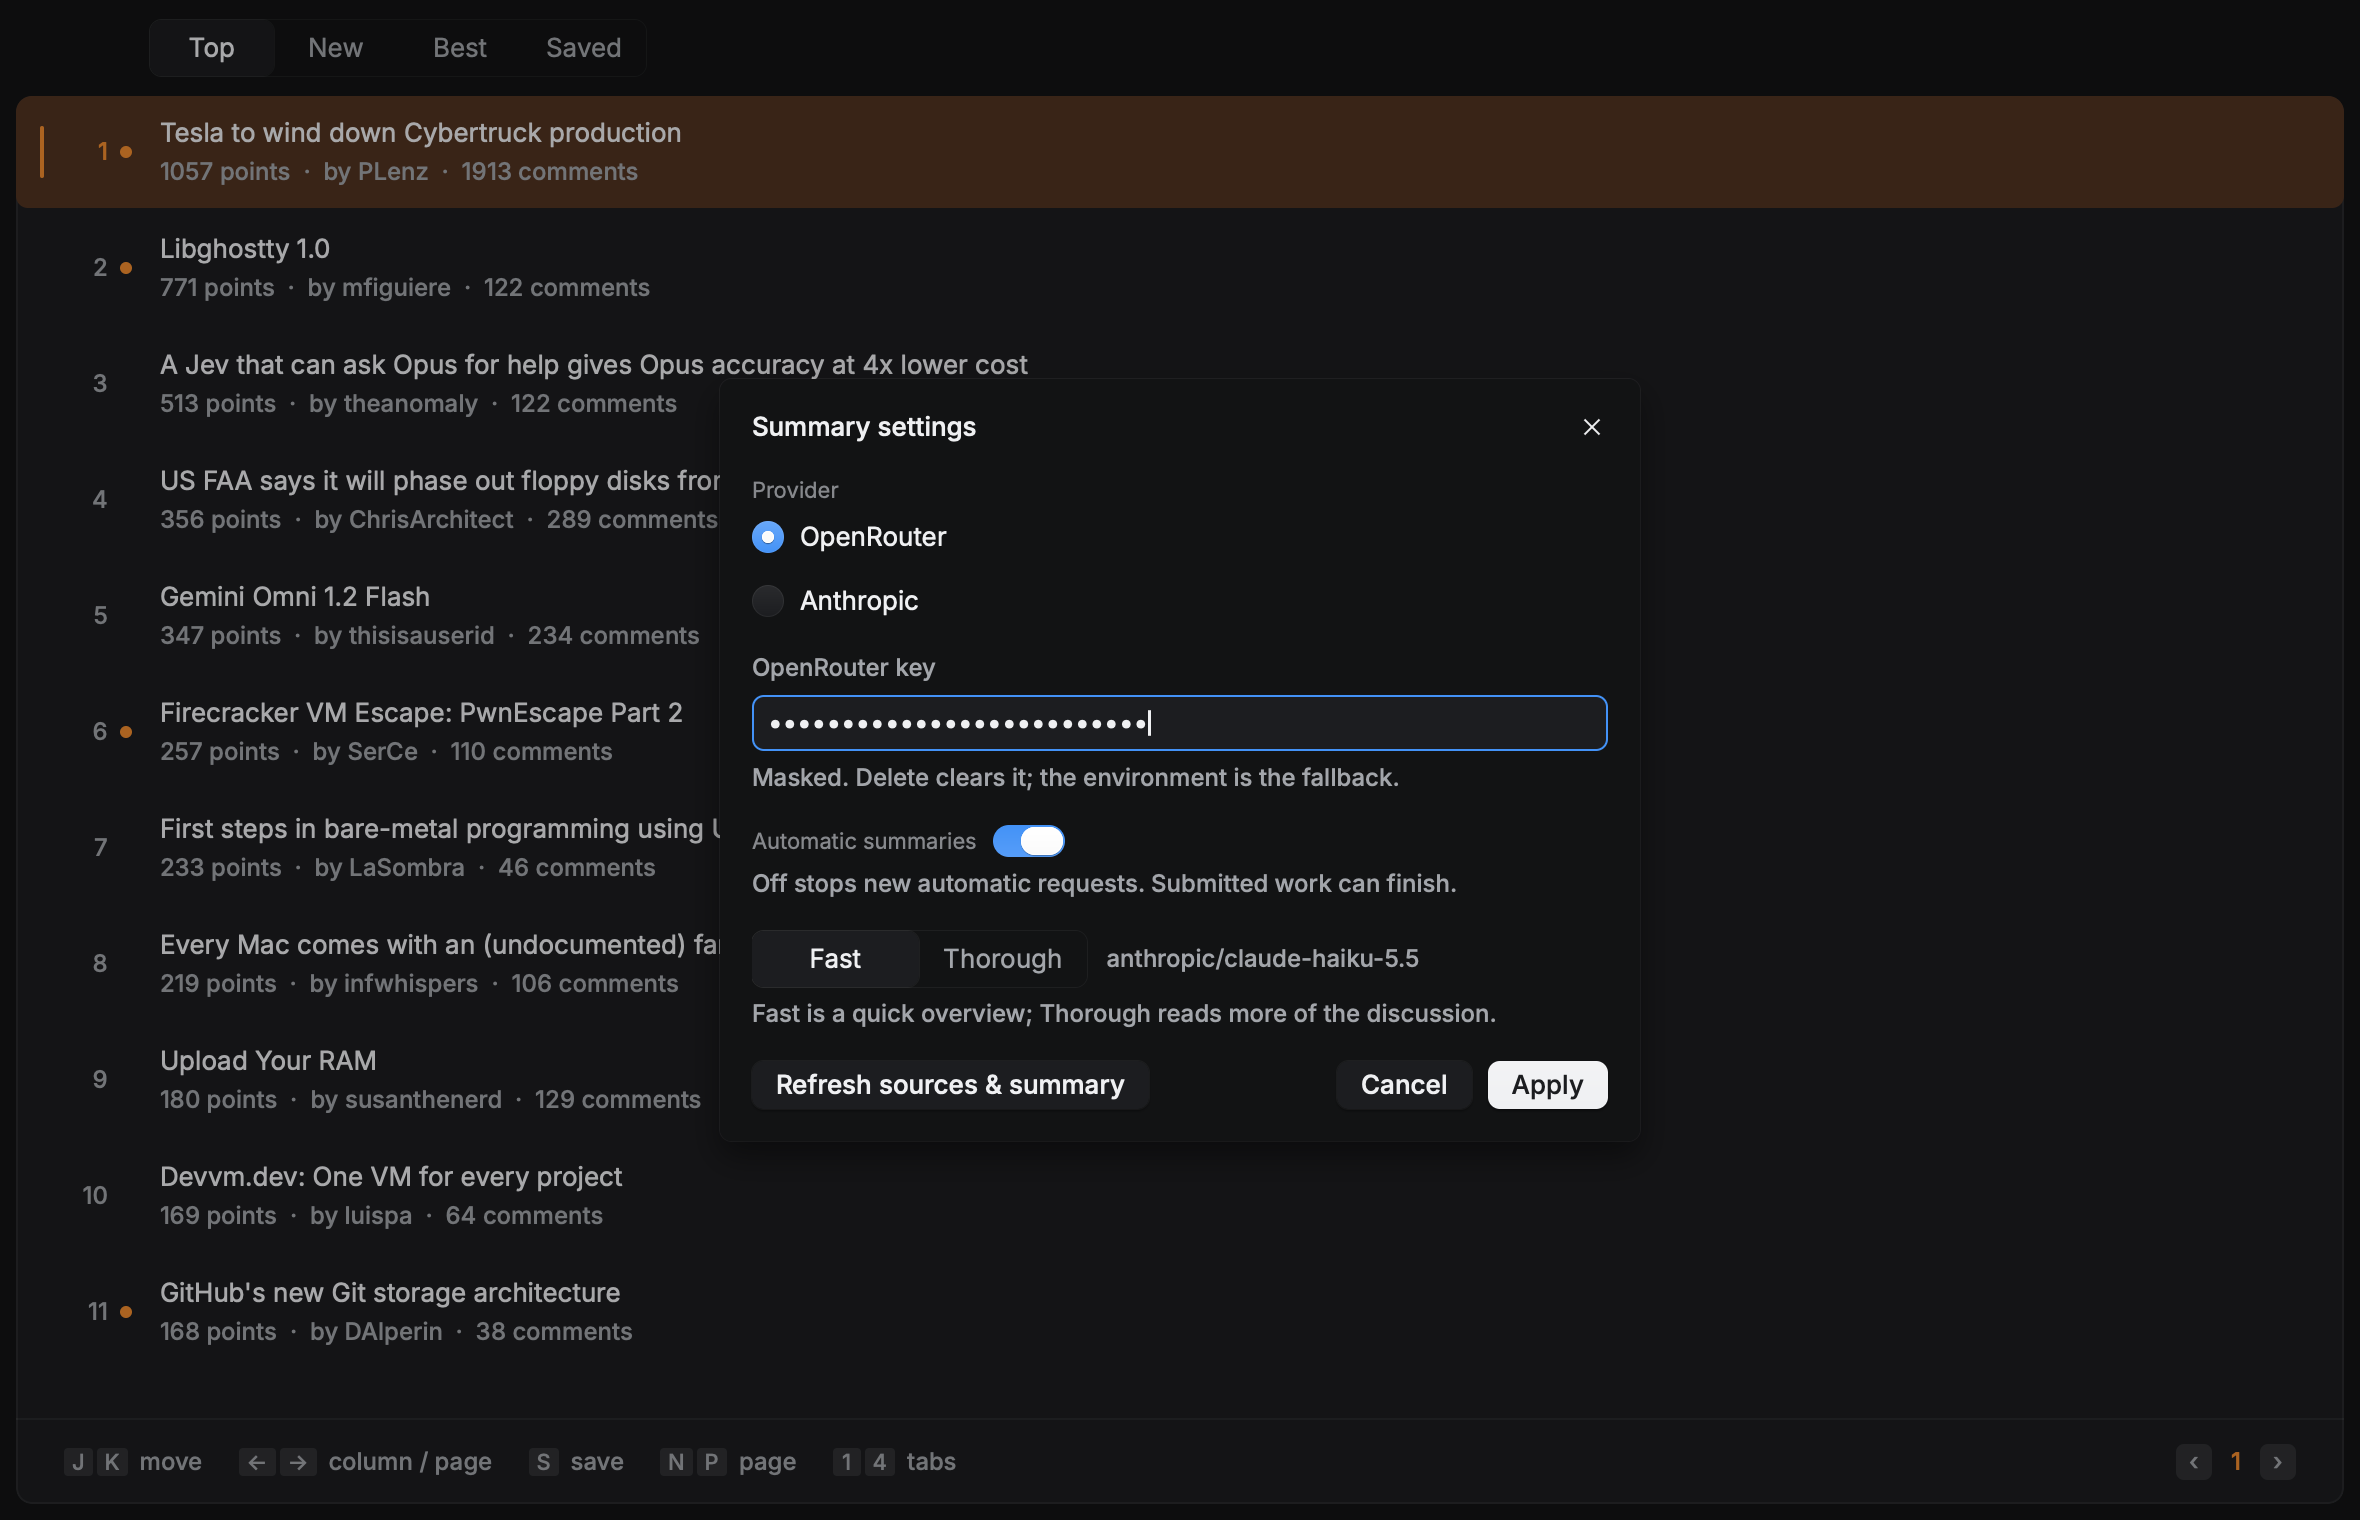 Top New Best Saved
1 Tesla to wind down Cybertruck production
1057 points · by PLenz · 1913 comments
2 Libghostty 1.0
771 points · by mfiguiere · 122 comments
3 A Jev that can ask Opus for help gives Opus accuracy at 4x lower cost
513 points · by theanomaly · 122 comments
4 US FAA says it will phase out floppy disks
356 points · by ChrisArchitect · 289 comments
5 Gemini Omni 1.2 Flash
347 points · by thisisauserid · 234 comments
6 Firecracker VM Escape: PwnEscape Part 2
257 points · by SerCe · 110 comments
7 First steps in bare-metal programming using
233 points · by LaSombra · 46 comments
8 Every Mac comes with an (undocumented)
219 points · by infwhispers · 106 comments
9 Upload Your RAM
180 points · by susanthenerd · 129 comments
10 Devvm.dev: One VM for every project
169 points · by luispa · 64 comments
11 GitHub's new Git storage architecture
168 points · by DAlperin · 38 comments
Summary settings
Provider
OpenRouter
Anthropic
OpenRouter key
Masked. Delete clears it; the environment is the fallback.
Automatic summaries
Off stops new automatic requests. Submitted work can finish.
Fast Thorough anthropic/claude-haiku-5.5
Fast is a quick overview; Thorough reads more of the discussion.
Refresh sources & summary Cancel Apply
J K move ← → column / page S save N P page 1 4 tabs ‹ 1 ›